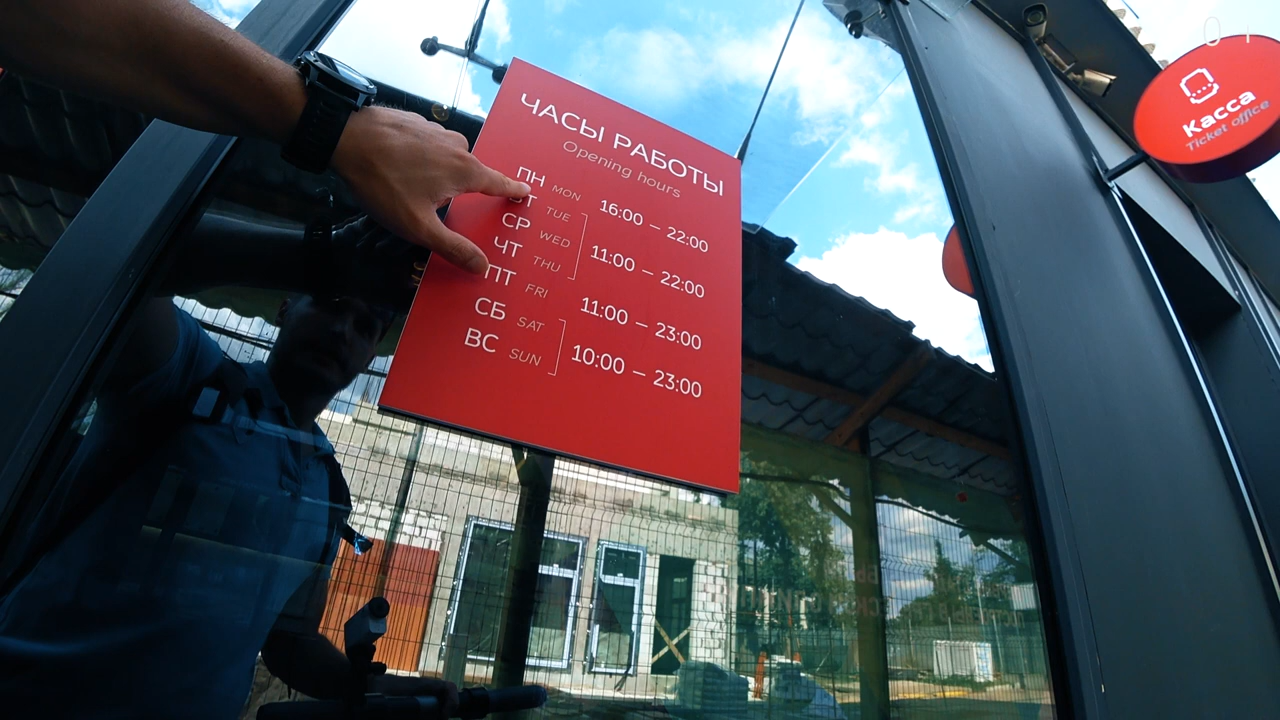 ЧАСЫ РАБОТЫ
Opening hours
ПН MON 16:00 – 22:00
ВТ TUE
СР WED 11:00 – 22:00
ЧТ THU
ПТ FRI 11:00 – 23:00
СБ SAT
ВС SUN 10:00 – 23:00
Касса
Ticket office